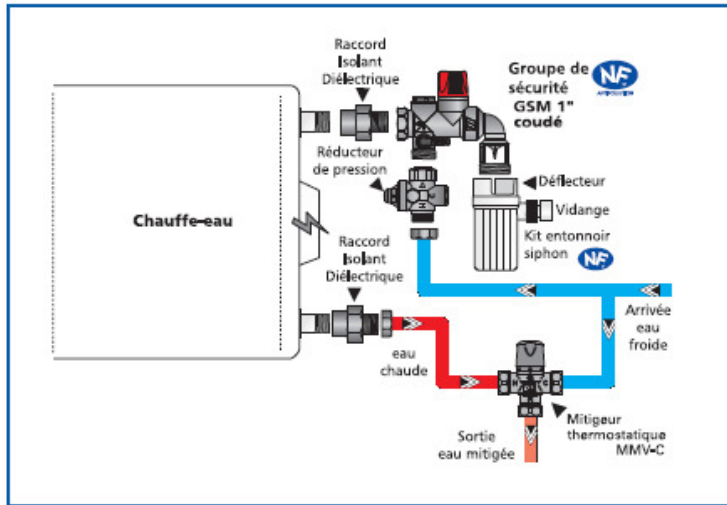 Raccord
Isolant
Diélectrique
Groupe de
sécurité
GSM 1"
coudé
NF
Réducteur
de pression
Déflecteur
Vidange
Kit entonnoir
siphon
NF
Chauffe-eau
Raccord
Isolant
Diélectrique
Arrivée
eau
froide
eau
chaude
H
C
Mitigeur
thermostatique
MMV-C
Sortie
eau mitigée